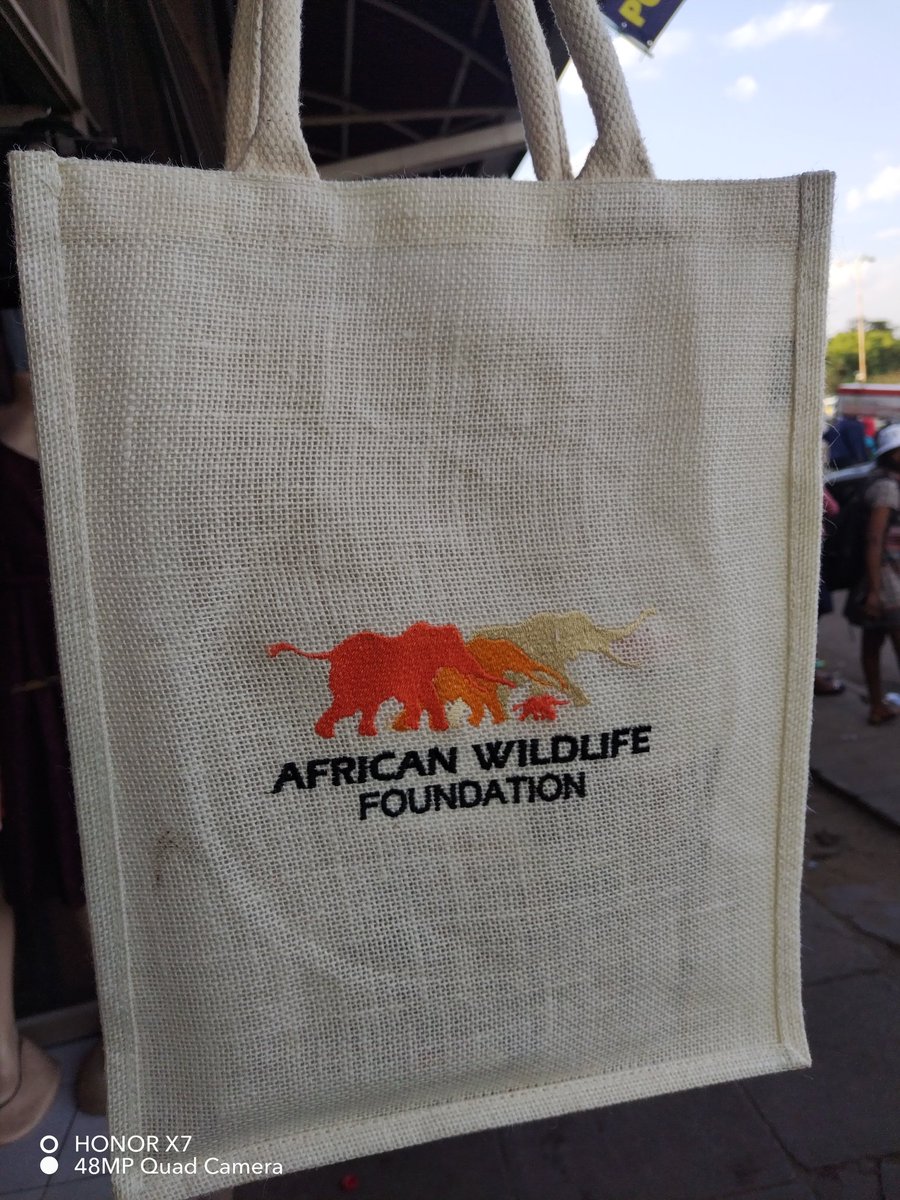 AFRICAN WILDLIFE
FOUNDATION
HONOR X7
48MP Quad Camera